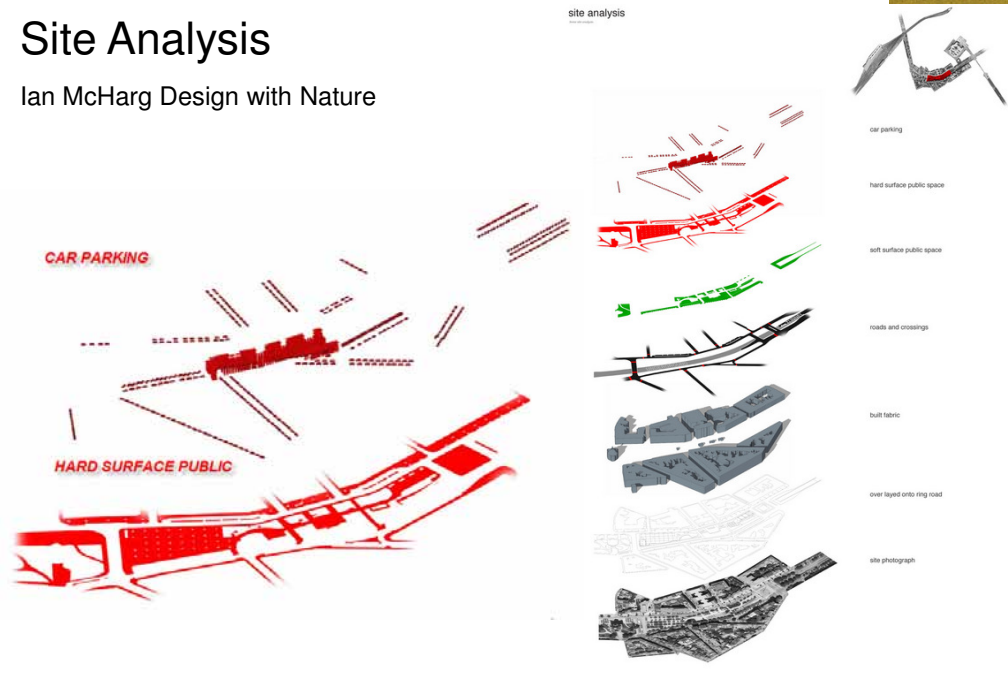 Site Analysis
Ian McHarg Design with Nature
CAR PARKING
HARD SURFACE PUBLIC
site analysis
car parking
hard surface public space
soft surface public space
roads and crossings
built fabric
over layed onto ring road
site photograph